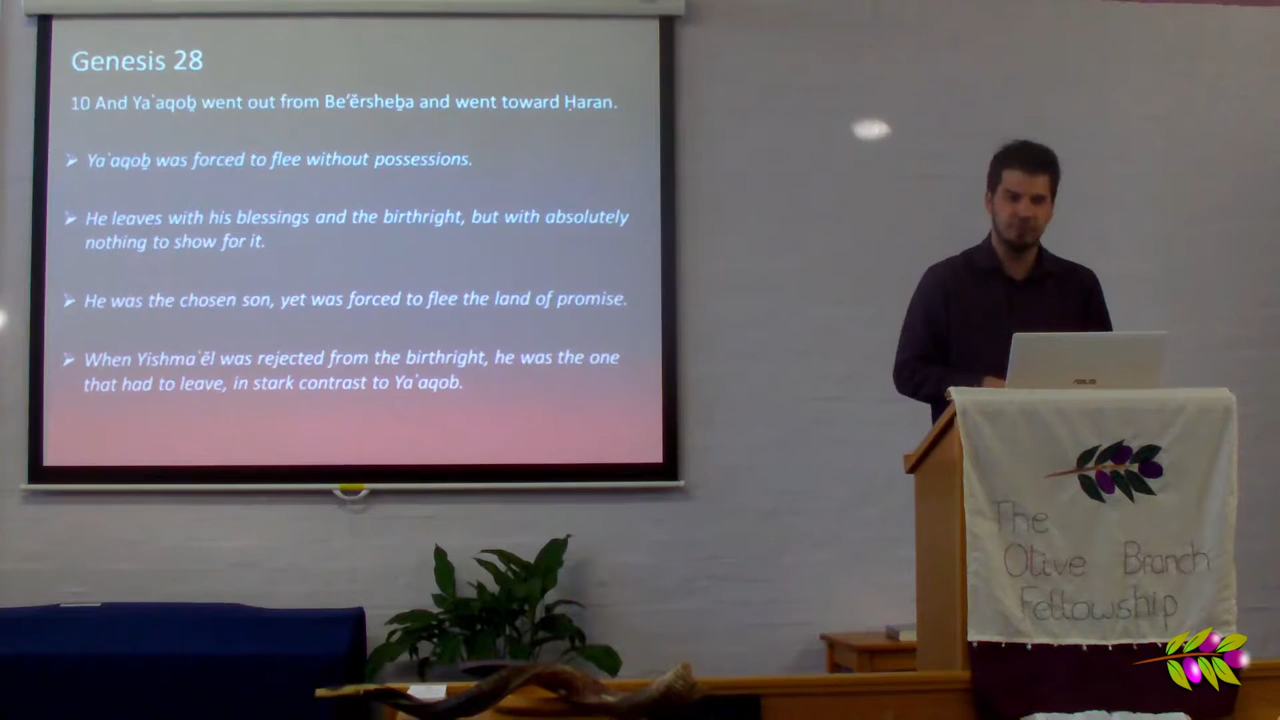 Genesis 28
10 And Yaʽaqoḇ went out from Be’ĕrsheḇa and went toward Ḥaran.
➢ Yaʽaqoḇ was forced to flee without possessions.
➢ He leaves with his blessings and the birthright, but with absolutely
nothing to show for it.
➢ He was the chosen son, yet was forced to flee the land of promise.
➢ When Yishmaʽĕl was rejected from the birthright, he was the one
that had to leave, in stark contrast to Yaʽaqob.
ASUS
The
Olive Branch
Fellowship